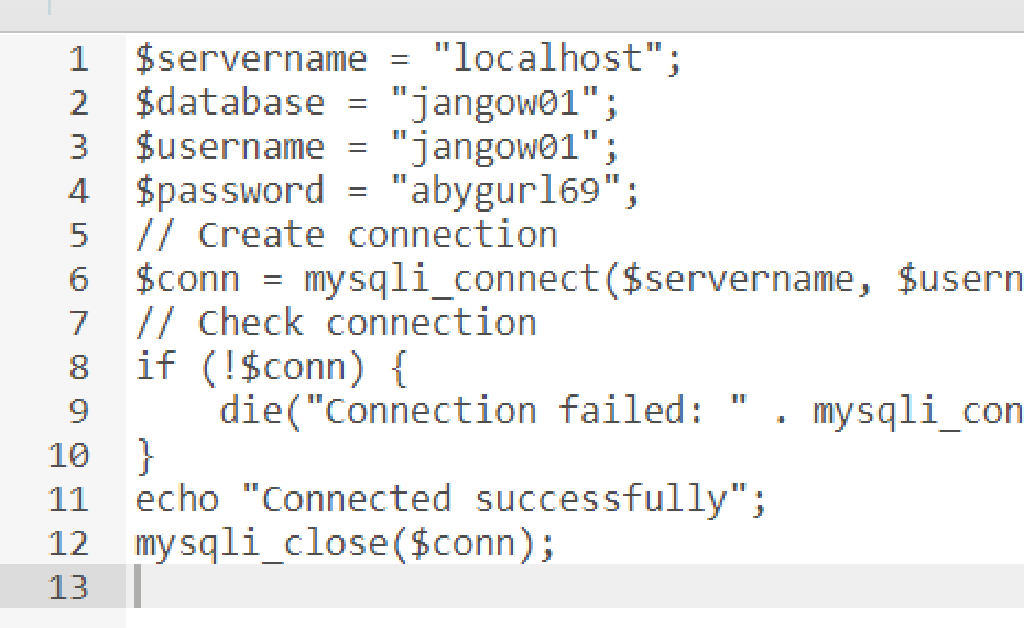 1 $servername = "localhost";
2 $database = "jangow01";
3 $username = "jangow01";
4 $password = "abygurl69";
5 // Create connection
6 $conn = mysqli_connect($servername, $usern
7 // Check connection
8 if (!$conn) {
9     die("Connection failed: " . mysqli_con
10 }
11 echo "Connected successfully";
12 mysqli_close($conn);
13